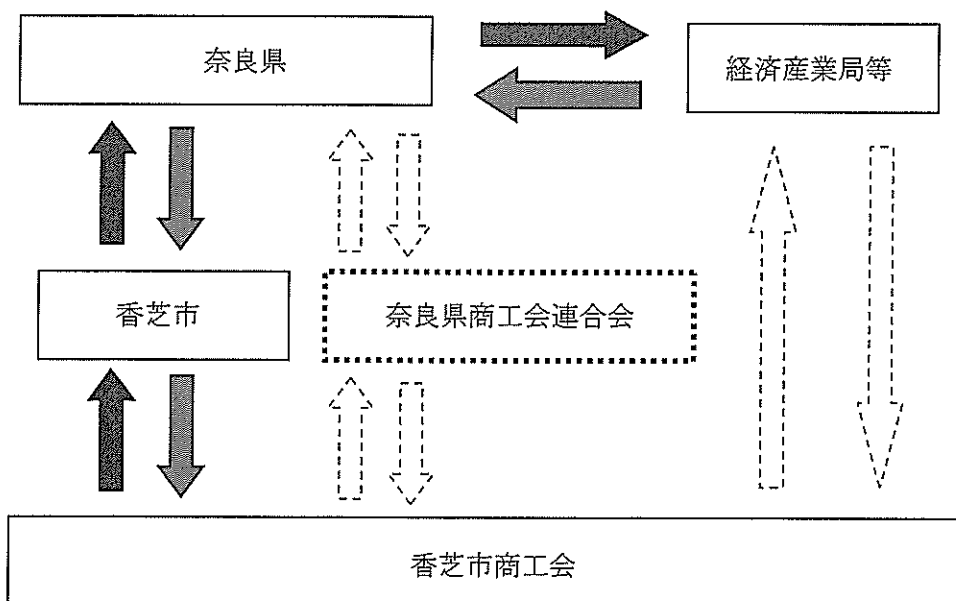 奈良県
経済産業局等
香芝市
奈良県商工会連合会
香芝市商工会